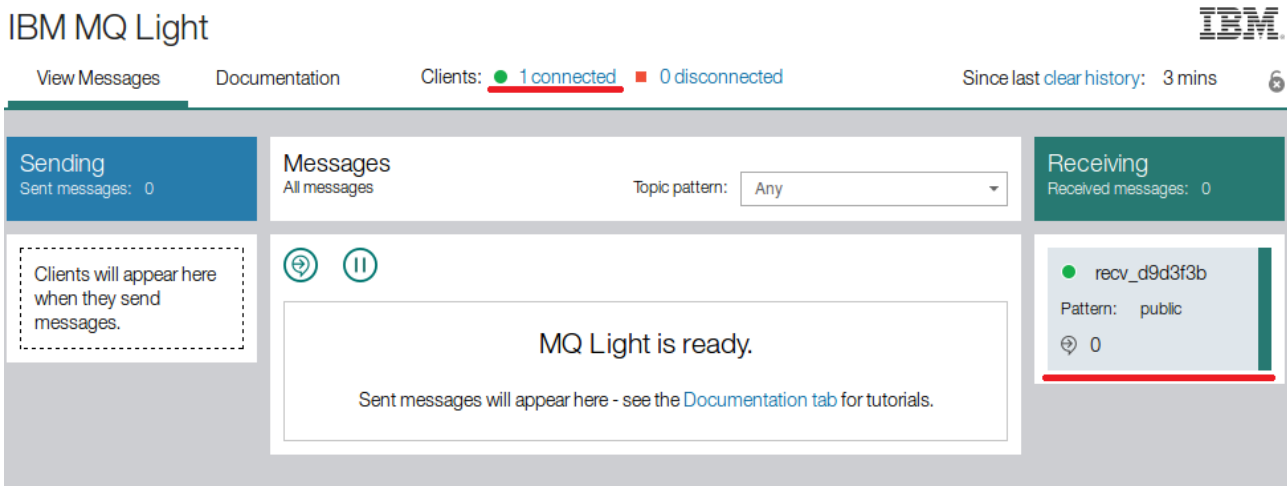 IBM MQ Light
IBM.
View Messages
Documentation
Clients: 1 connected 0 disconnected
Since last clear history: 3 mins
Sending
Sent messages: 0
Messages
All messages
Topic pattern: Any
Receiving
Received messages: 0
Clients will appear here
when they send
messages.
MQ Light is ready.
Sent messages will appear here - see the Documentation tab for tutorials.
recv_d9d3f3b
Pattern: public
0